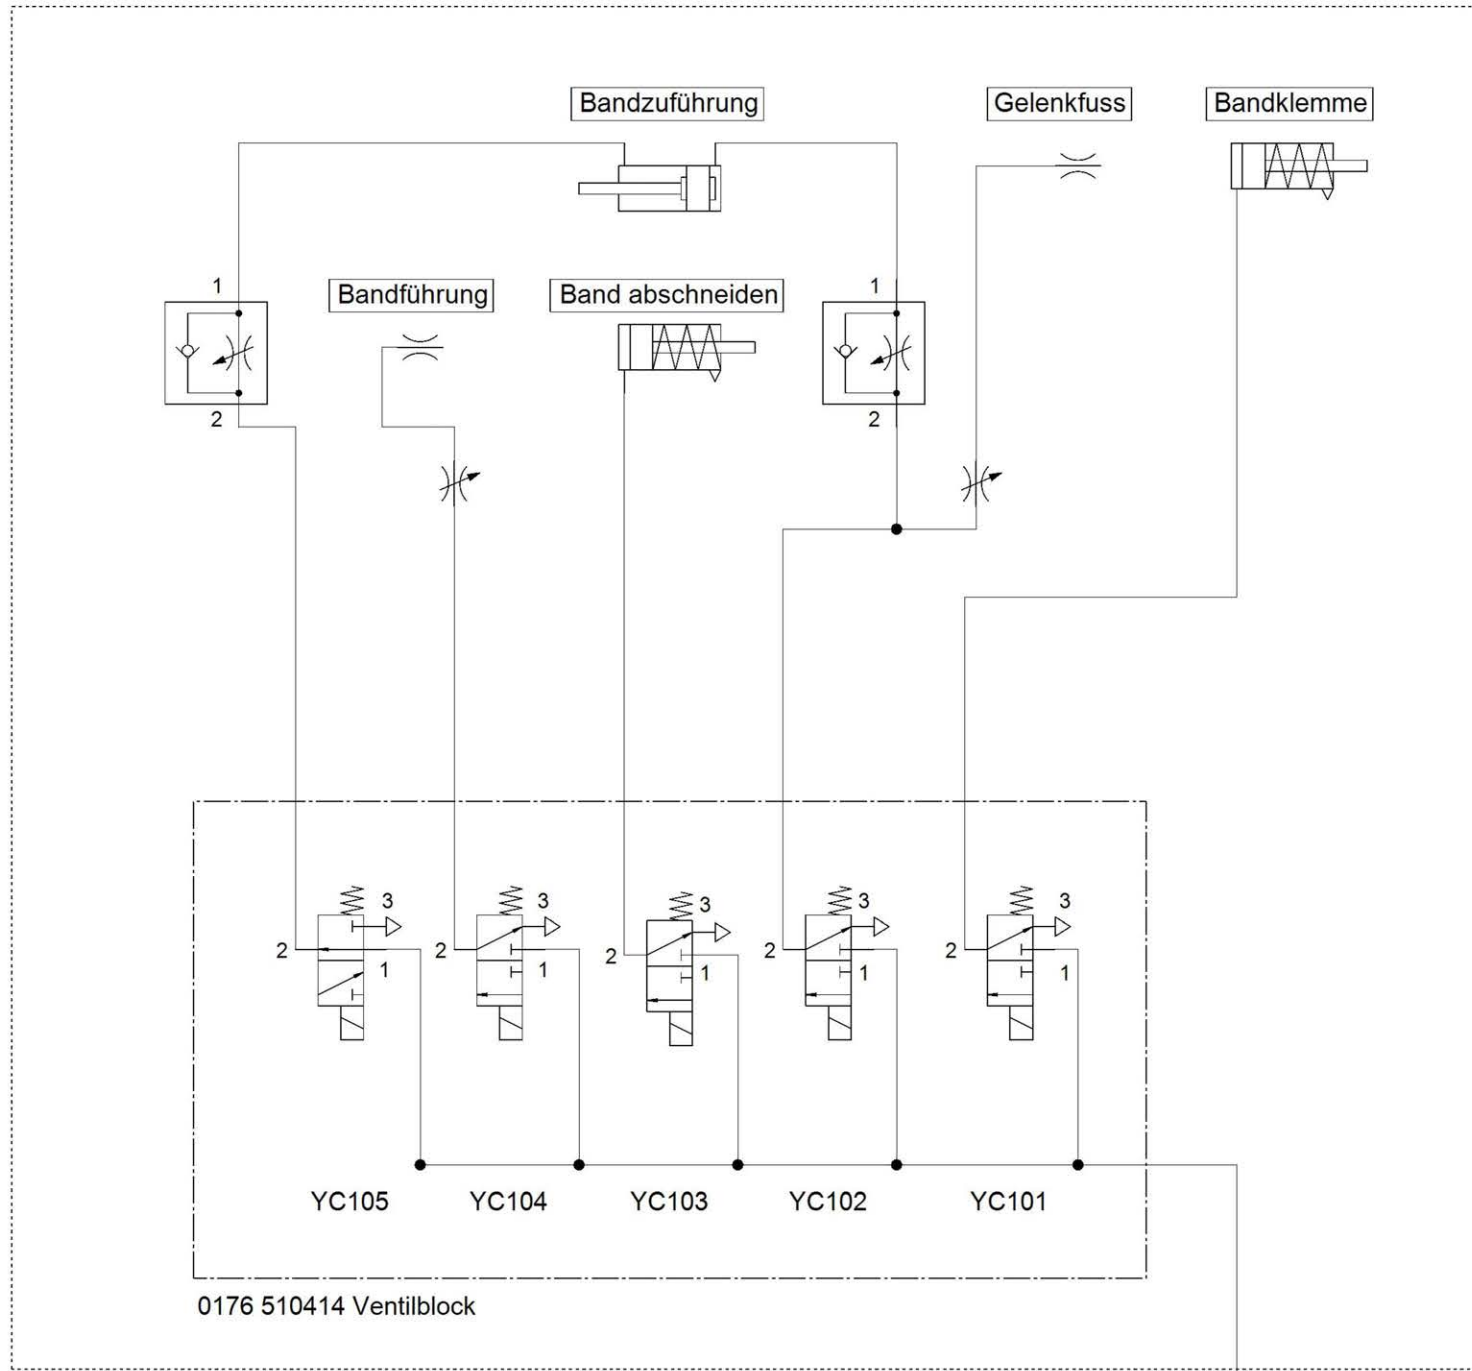 Bandzuführung
Gelenkfuss
Bandklemme
1
Bandführung
Band abschneiden
1
2
2
3
3
3
3
3
2
2
2
2
2
1
1
1
1
1
YC105
YC104
YC103
YC102
YC101
0176 510414 Ventilblock